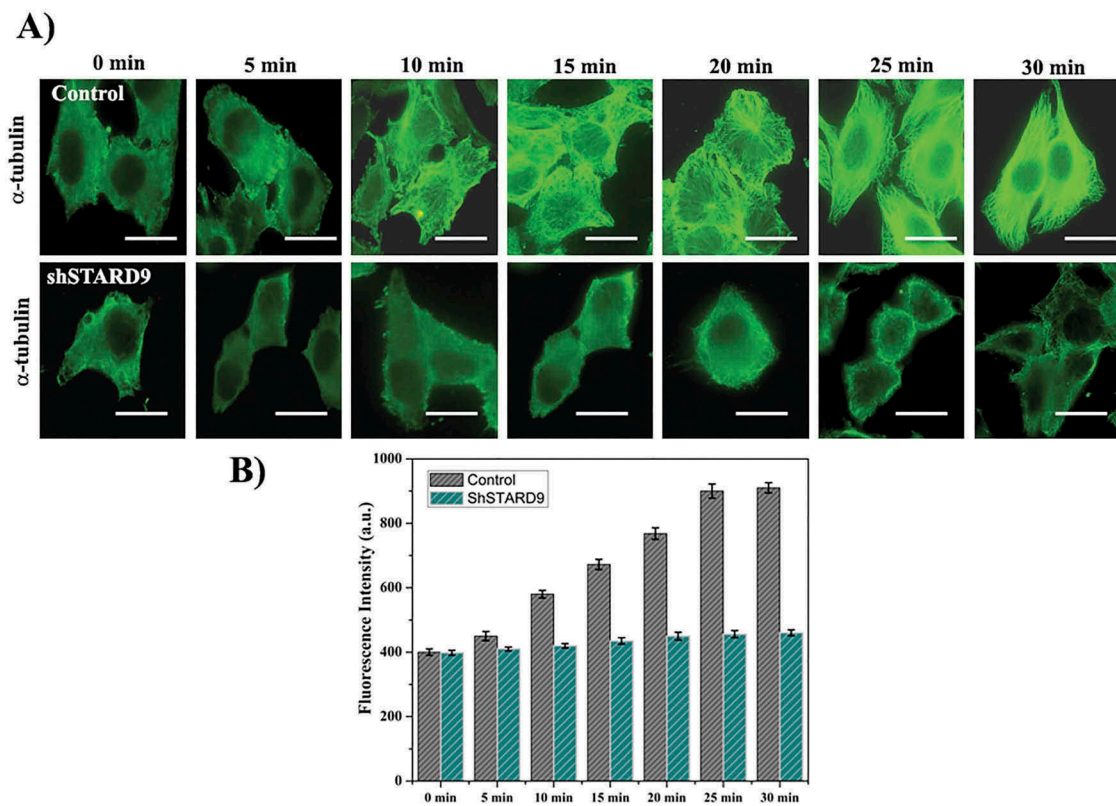 A)
0 min 5 min 10 min 15 min 20 min 25 min 30 min
Control
α-tubulin
shSTARD9
α-tubulin
B)
1000
800
600
400
200
0
Fluorescence Intensity (a.u.)
Control
ShSTARD9
0 min 5 min 10 min 15 min 20 min 25 min 30 min